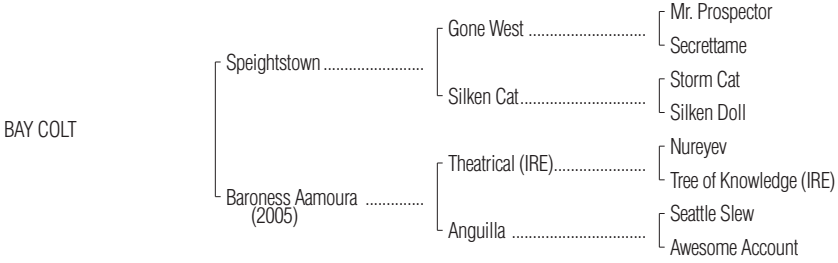 Mr. Prospector
Gone West ..............................
Secrettame
Speightstown ........................
Storm Cat
Silken Cat................................
Silken Doll
BAY COLT
Nureyev
Theatrical (IRE).......................
Tree of Knowledge (IRE)
Baroness Aamoura ..............
(2005)
Seattle Slew
Anguilla ..................................
Awesome Account